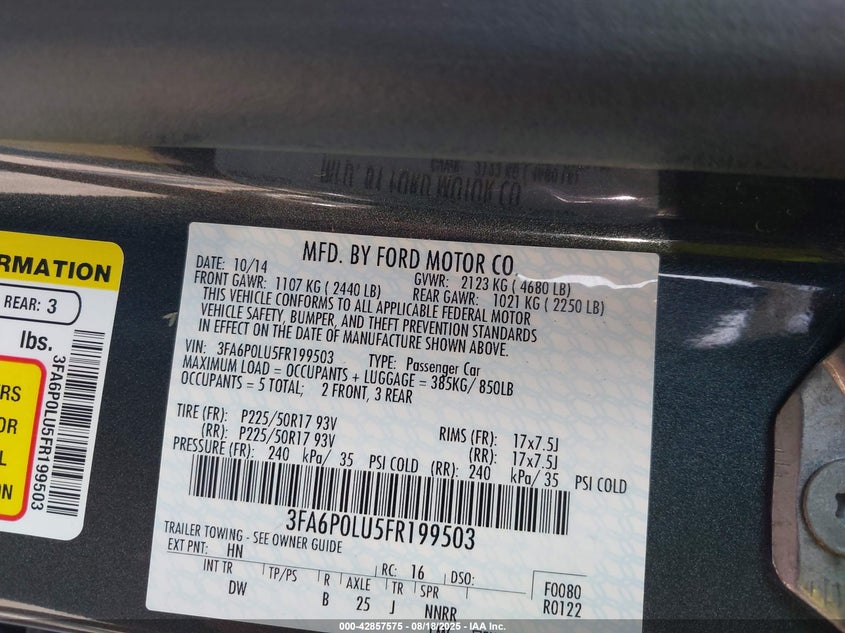 MFD. BY FORD MOTOR CO.
DATE: 10/14
GVWR: 2123 KG ( 4680 LB)
FRONT GAWR: 1107 KG ( 2440 LB)
REAR GAWR: 1021 KG ( 2250 LB)
THIS VEHICLE CONFORMS TO ALL APPLICABLE FEDERAL MOTOR
VEHICLE SAFETY, BUMPER, AND THEFT PREVENTION STANDARDS
IN EFFECT ON THE DATE OF MANUFACTURE SHOWN ABOVE.
VIN: 3FA6P0LU5FR199503
TYPE: Passenger Car
MAXIMUM LOAD = OCCUPANTS + LUGGAGE = 385KG/ 850LB
OCCUPANTS = 5 TOTAL; 2 FRONT, 3 REAR
TIRE (FR): P225/50R17 93V
RIMS (FR): 17x7.5J
(RR): P225/50R17 93V
(RR): 17x7.5J
PRESSURE (FR): 240 kPa/ 35 PSI COLD (RR): 240 kPa/ 35 PSI COLD
3FA6P0LU5FR199503
TRAILER TOWING - SEE OWNER GUIDE
EXT PNT: HN
RC: 16 DSO:
INT TR TP/PS R AXLE TR SPR
F0080
DW B 25 J NNRR
R0122
RMATION
REAR: 3
lbs.
3FA6P0LU5FR199503
RS
OR
L
ON
000-42857575 - 08/18/2025 - IAA Inc.